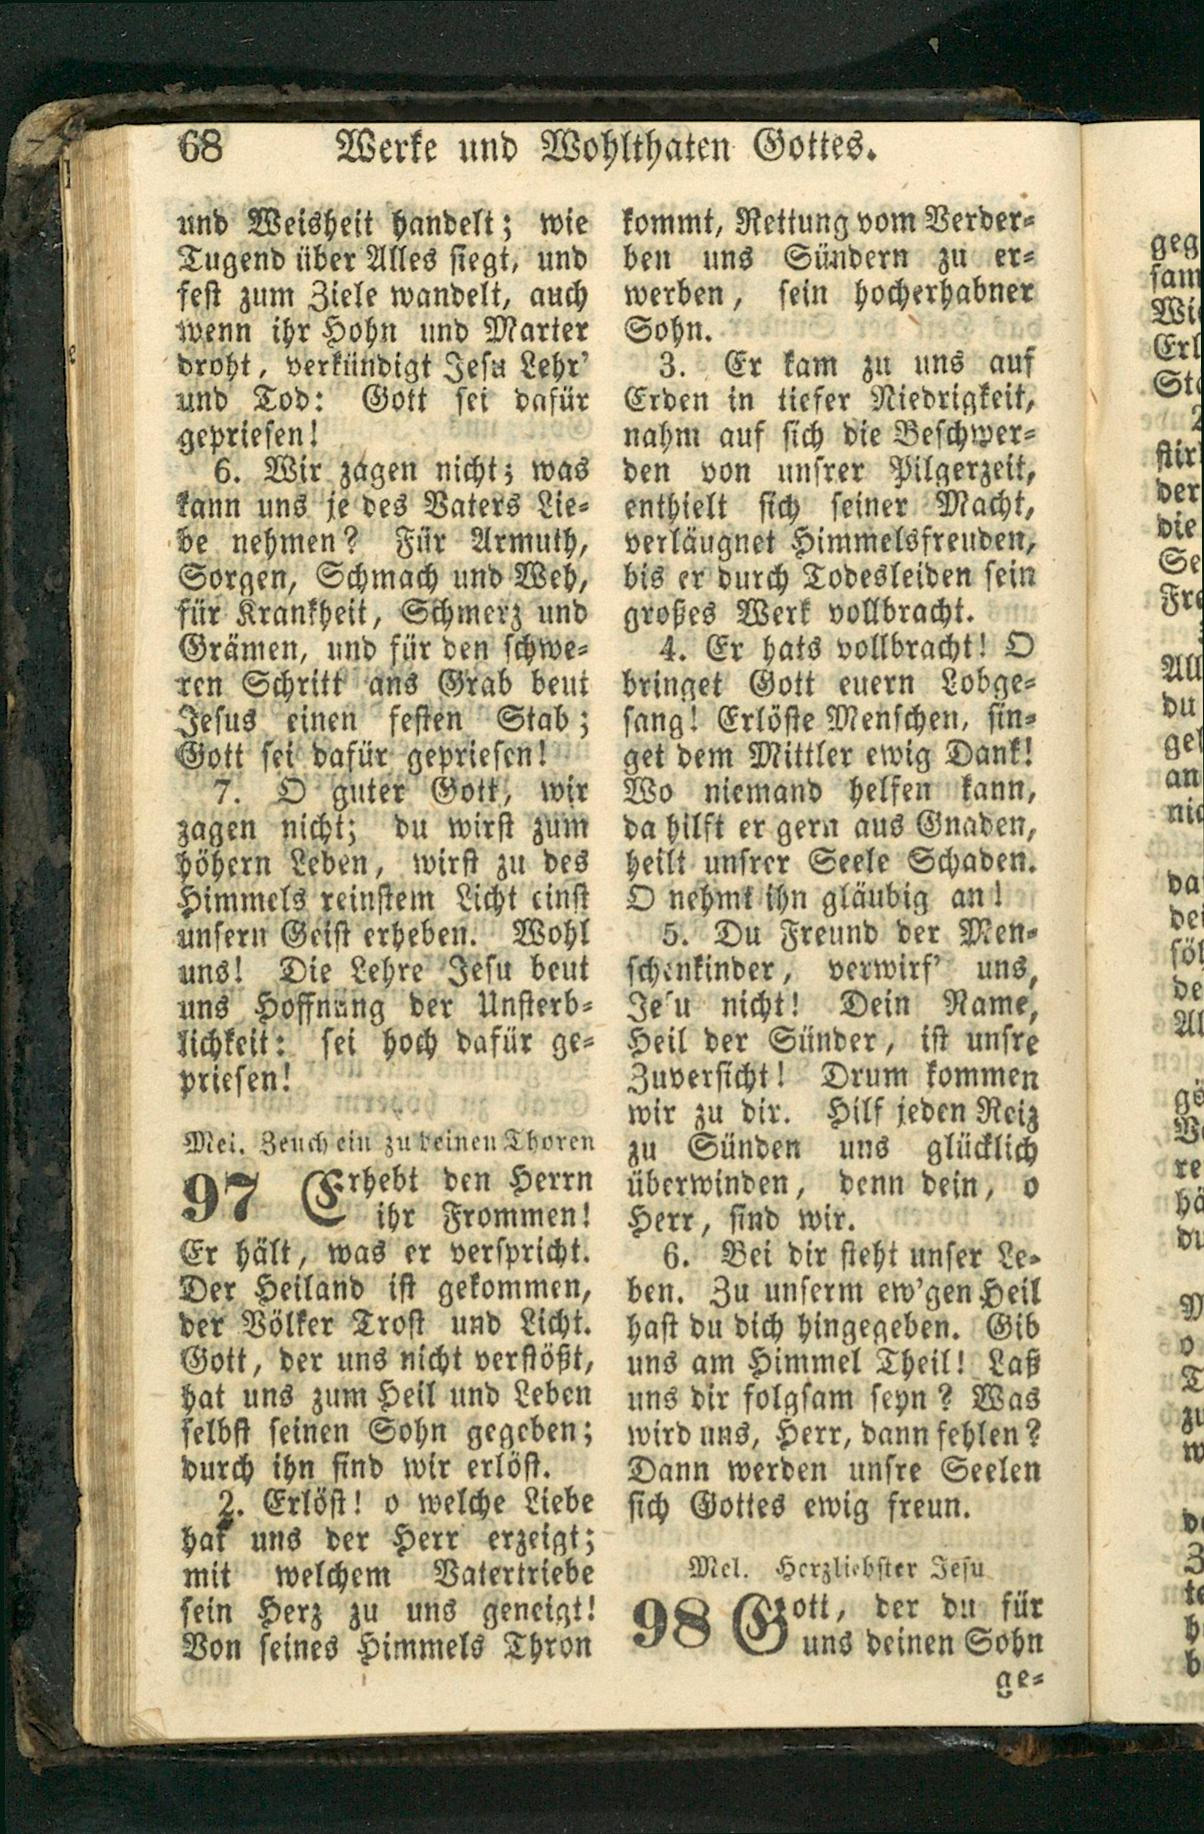 68 Werke und Wohlthaten Gottes.
und Weisheit handelt; wie
Tugend über Alles siegt, und
fest zum Ziele wandelt, auch
wenn ihr Hohn und Marter
droht, verkündigt Jesu Lehr'
und Tod: Gott sei dafür
gepriesen!
6. Wir zagen nicht; was
kann uns je des Vaters Lie-
be nehmen? Für Armuth,
Sorgen, Schmach und Weh,
für Krankheit, Schmerz und
Grämen, und für den schwe-
ren Schritt ans Grab beut
Jesus einen festen Stab;
Gott sei dafür gepriesen!
7. O guter Gott, wir
zagen nicht; du wirst zum
höhern Leben, wirst zu des
Himmels reinstem Licht einst
unsern Geist erheben. Wohl
uns! Die Lehre Jesu beut
uns Hoffnung der Unsterb-
lichkeit: sei hoch dafür ge-
priesen!
Mel. Zeuch ein zu deinen Thoren
97 Erhebt den Herrn
ihr Frommen!
Er hält, was er verspricht.
Der Heiland ist gekommen,
der Völker Trost und Licht.
Gott, der uns nicht verstößt,
hat uns zum Heil und Leben
selbst seinen Sohn gegeben;
durch ihn sind wir erlöst.
2. Erlöst! o welche Liebe
hat uns der Herr erzeigt;
mit welchem Vatertriebe
sein Herz zu uns geneigt!
Von seines Himmels Thron
kommt, Rettung vom Verder-
ben uns Sündern zu er-
werben, sein hocherhabner
Sohn.
3. Er kam zu uns auf
Erden in tiefer Niedrigkeit,
nahm auf sich die Beschwer-
den von unsrer Pilgerzeit,
enthielt sich seiner Macht,
verläugnet Himmelsfreuden,
bis er durch Todesleiden sein
großes Werk vollbracht.
4. Er hats vollbracht! O
bringet Gott euern Lobge-
sang! Erlöste Menschen, sin-
get dem Mittler ewig Dank!
Wo niemand helfen kann,
da hilft er gern aus Gnaden,
heilt unsrer Seele Schaden.
O nehmt ihn gläubig an!
5. Du Freund der Men-
schenkinder, verwirf' uns,
Jesu nicht! Dein Name,
Heil der Sünder, ist unsre
Zuversicht! Drum kommen
wir zu dir. Hilf jeden Reiz
zu Sünden uns glücklich
überwinden, denn dein, o
Herr, sind wir.
6. Bei dir steht unser Le-
ben. Zu unserm ew'gen Heil
hast du dich hingegeben. Gib
uns am Himmel Theil! Laß
uns dir folgsam seyn? Was
wird uns, Herr, dann fehlen?
Dann werden unsre Seelen
sich Gottes ewig freun.
Mel. Herzliebster Jesu
98 Gott, der du für
uns deinen Sohn
ge-